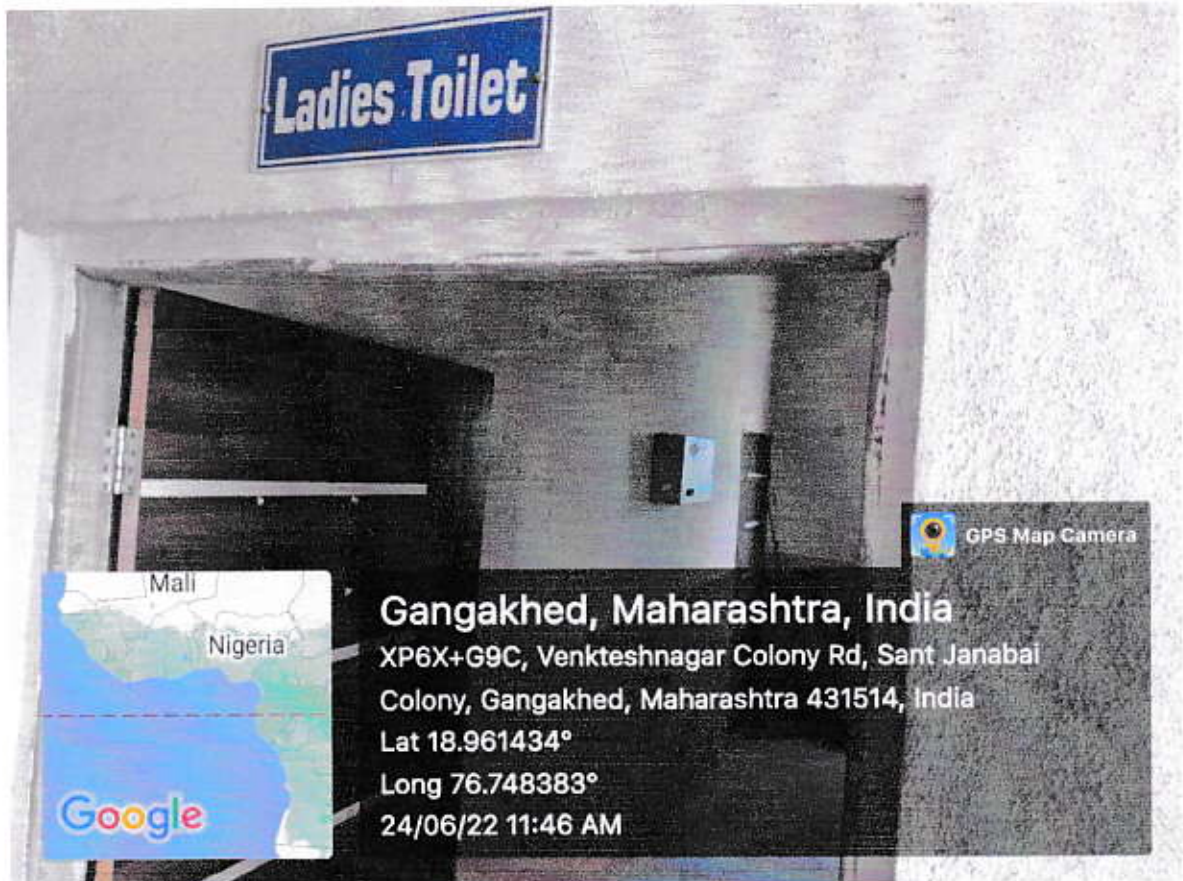 Ladies Toilet
GPS Map Camera
Mali
Nigeria
Google
Gangakhed, Maharashtra, India
XP6X+G9C, Venkteshnagar Colony Rd, Sant Janabai
Colony, Gangakhed, Maharashtra 431514, India
Lat 18.961434°
Long 76.748383°
24/06/22 11:46 AM